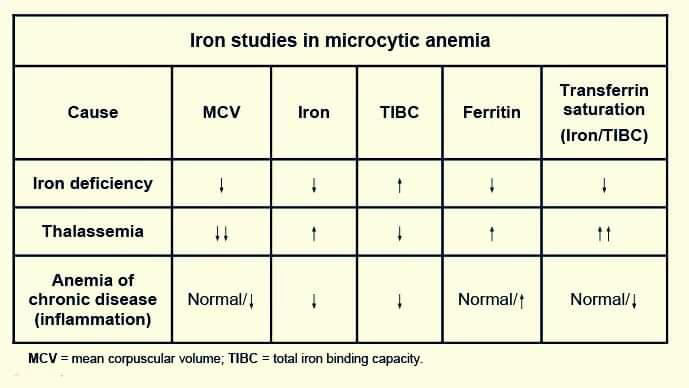 Iron studies in microcytic anemia
Cause MCV Iron TIBC Ferritin Transferrin saturation (Iron/TIBC)
Iron deficiency ↓ ↓ ↑ ↓ ↓
Thalassemia ↓↓ ↑ ↓ ↑ ↑↑
Anemia of chronic disease (inflammation) Normal/↓ ↓ ↓ Normal/↑ Normal/↓
MCV = mean corpuscular volume; TIBC = total iron binding capacity.